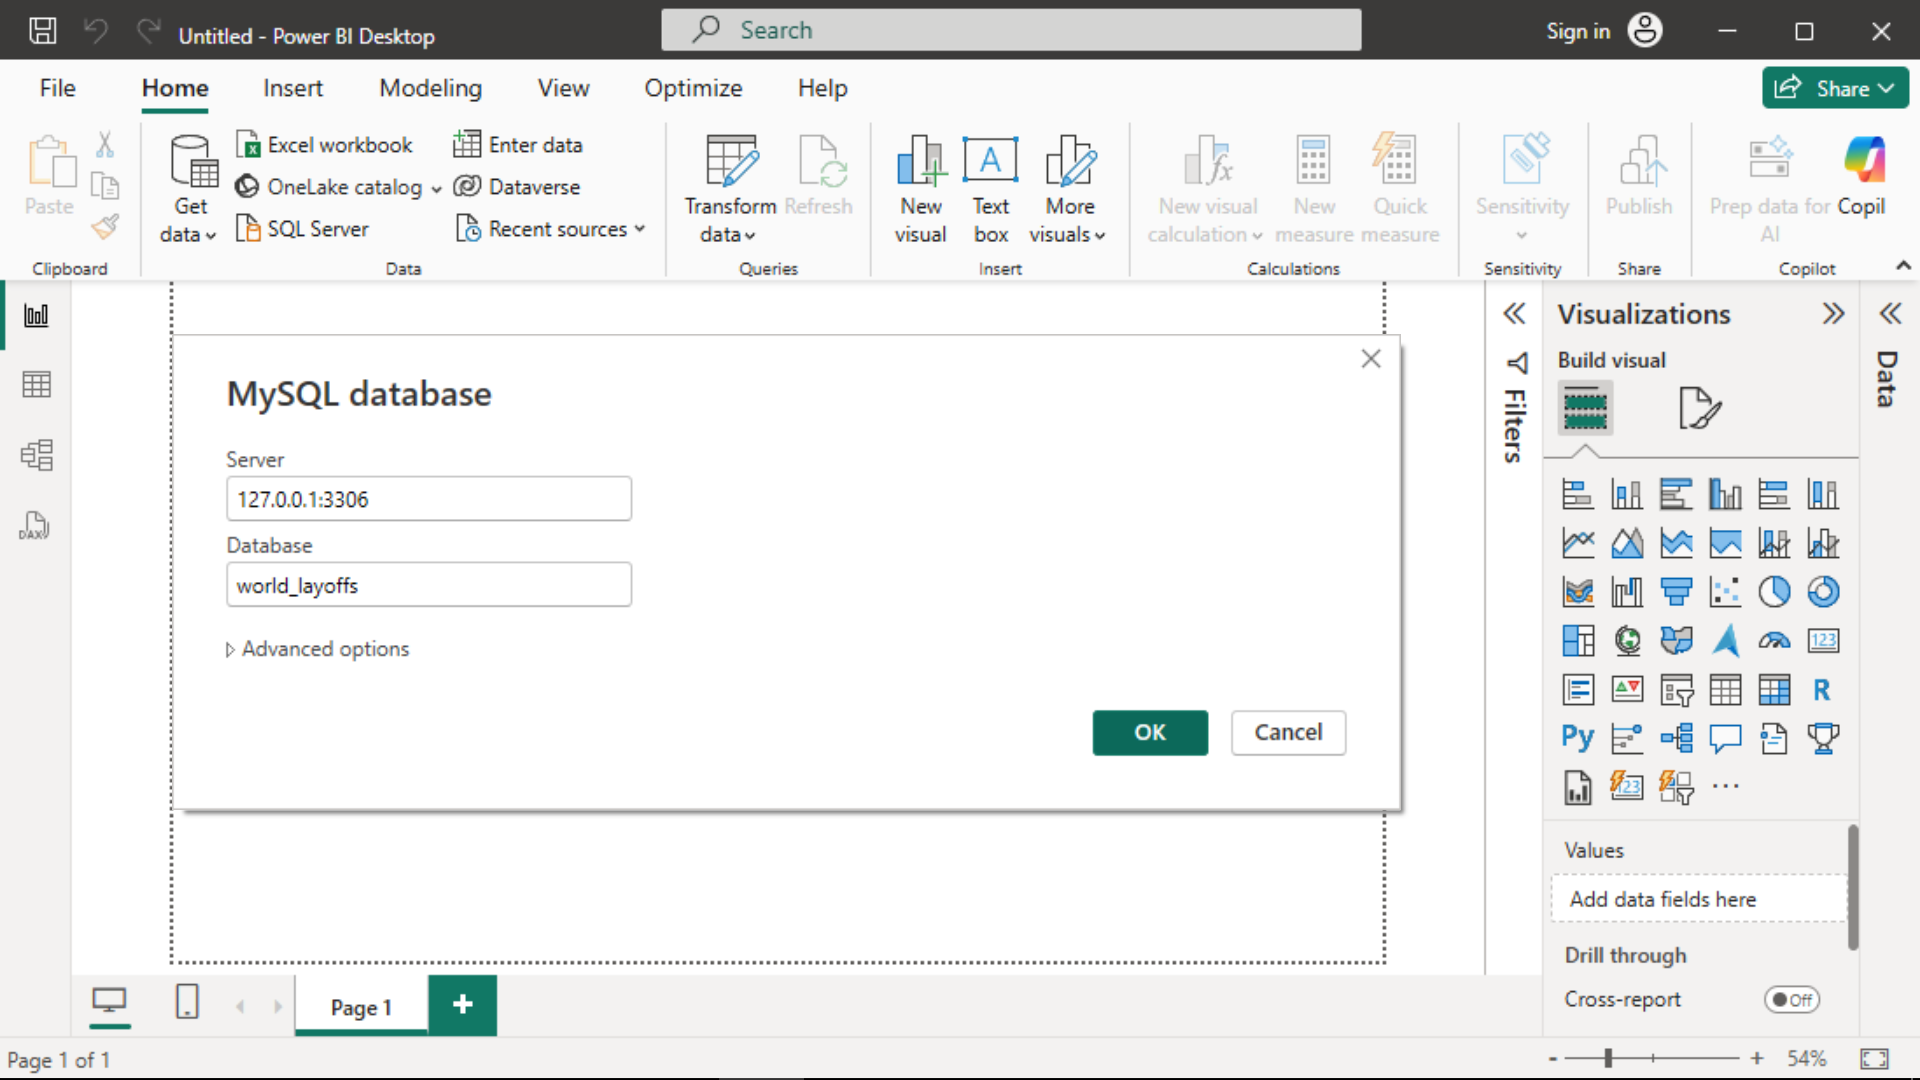 Untitled - Power BI Desktop
Search
Sign in
File
Home
Insert
Modeling
View
Optimize
Help
Share
Paste
Clipboard
Get data
Excel workbook
OneLake catalog
SQL Server
Enter data
Dataverse
Recent sources
Data
Transform data
Refresh
Queries
New visual
A
Text box
More visuals
Insert
New visual calculation
New measure
Quick measure
Calculations
Sensitivity
Sensitivity
Publish
Share
Prep data for AI
Copil
Copilot
MySQL database
Server
127.0.0.1:3306
Database
world_layoffs
Advanced options
OK
Cancel
DAX
Filters
Visualizations
Build visual
123
R
Py
123
Values
Add data fields here
Drill through
Cross-report
Off
Data
Page 1
Page 1 of 1
- + 54%